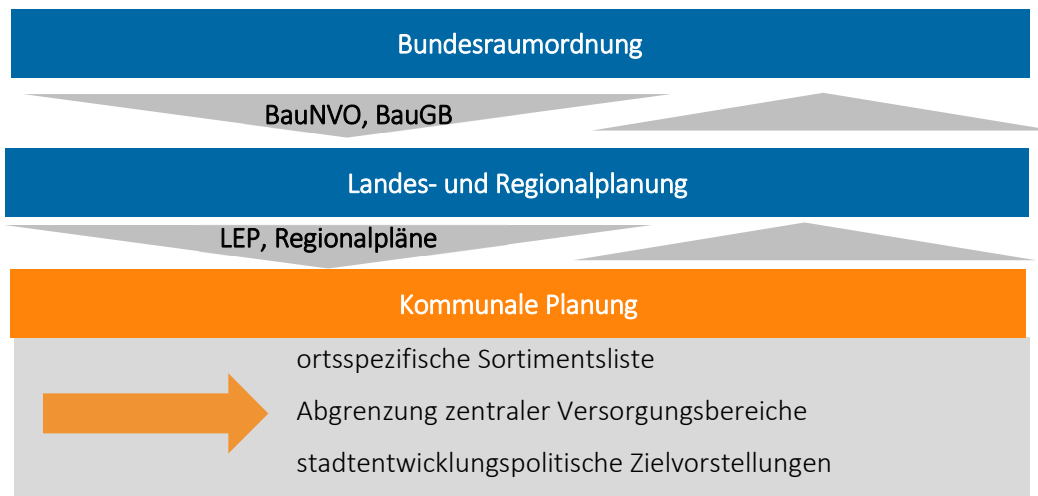 Bundesraumordnung
BauNVO, BauGB
Landes- und Regionalplanung
LEP, Regionalpläne
Kommunale Planung
ortsspezifische Sortimentsliste
Abgrenzung zentraler Versorgungsbereiche
stadtentwicklungspolitische Zielvorstellungen